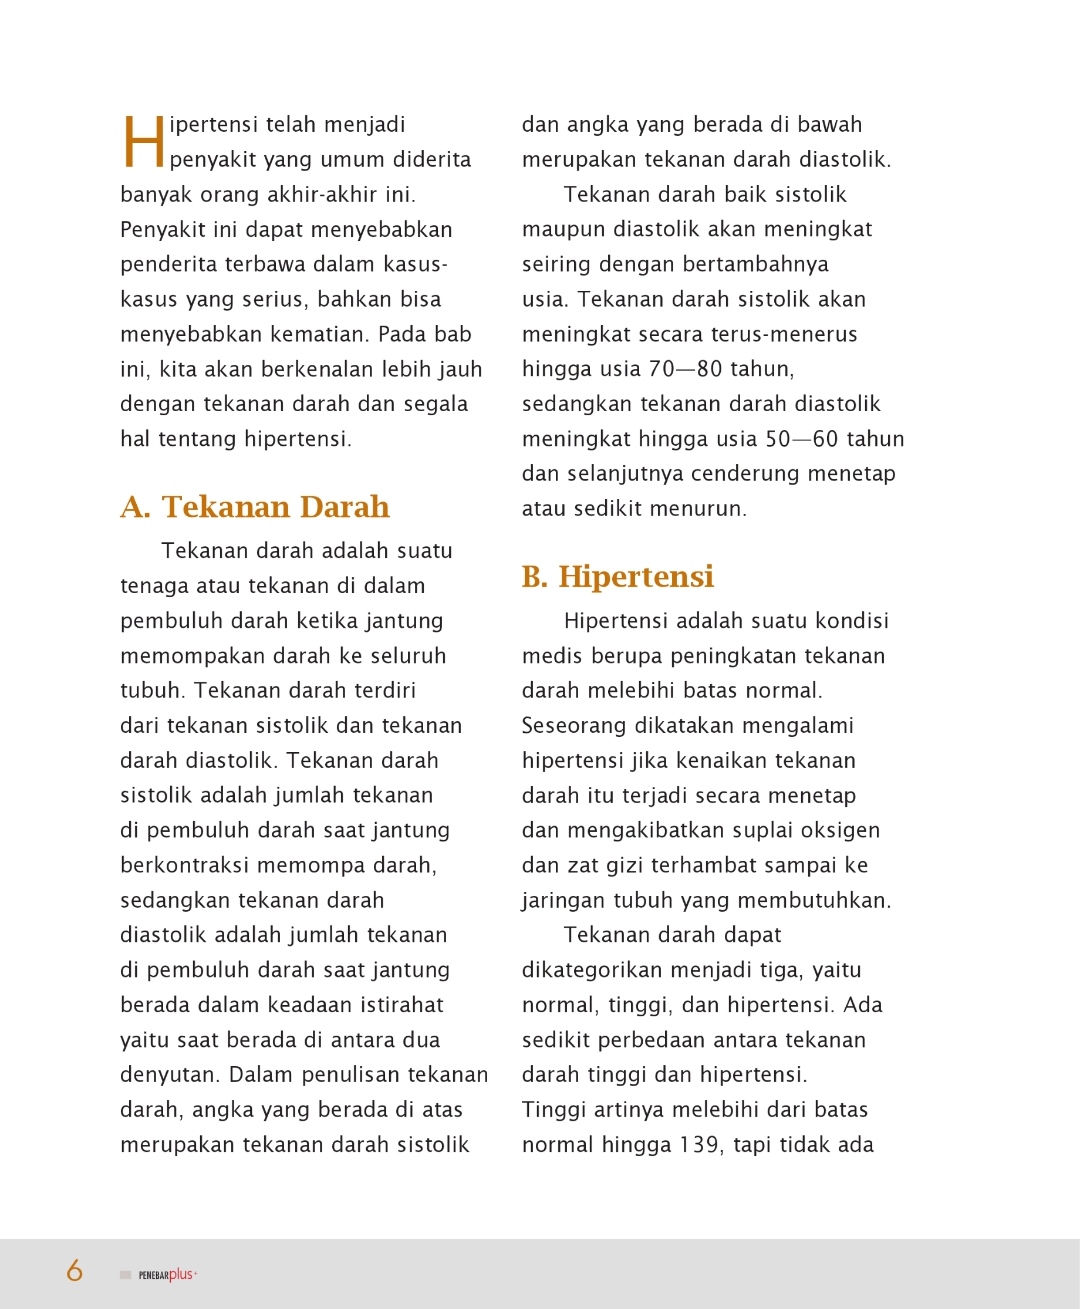 Hipertensi telah menjadi
penyakit yang umum diderita
banyak orang akhir-akhir ini.
Penyakit ini dapat menyebabkan
penderita terbawa dalam kasus-
kasus yang serius, bahkan bisa
menyebabkan kematian. Pada bab
ini, kita akan berkenalan lebih jauh
dengan tekanan darah dan segala
hal tentang hipertensi.
A. Tekanan Darah
Tekanan darah adalah suatu
tenaga atau tekanan di dalam
pembuluh darah ketika jantung
memompakan darah ke seluruh
tubuh. Tekanan darah terdiri
dari tekanan sistolik dan tekanan
darah diastolik. Tekanan darah
sistolik adalah jumlah tekanan
di pembuluh darah saat jantung
berkontraksi memompa darah,
sedangkan tekanan darah
diastolik adalah jumlah tekanan
di pembuluh darah saat jantung
berada dalam keadaan istirahat
yaitu saat berada di antara dua
denyutan. Dalam penulisan tekanan
darah, angka yang berada di atas
merupakan tekanan darah sistolik
dan angka yang berada di bawah
merupakan tekanan darah diastolik.
Tekanan darah baik sistolik
maupun diastolik akan meningkat
seiring dengan bertambahnya
usia. Tekanan darah sistolik akan
meningkat secara terus-menerus
hingga usia 70—80 tahun,
sedangkan tekanan darah diastolik
meningkat hingga usia 50—60 tahun
dan selanjutnya cenderung menetap
atau sedikit menurun.
B. Hipertensi
Hipertensi adalah suatu kondisi
medis berupa peningkatan tekanan
darah melebihi batas normal.
Seseorang dikatakan mengalami
hipertensi jika kenaikan tekanan
darah itu terjadi secara menetap
dan mengakibatkan suplai oksigen
dan zat gizi terhambat sampai ke
jaringan tubuh yang membutuhkan.
Tekanan darah dapat
dikategorikan menjadi tiga, yaitu
normal, tinggi, dan hipertensi. Ada
sedikit perbedaan antara tekanan
darah tinggi dan hipertensi.
Tinggi artinya melebihi dari batas
normal hingga 139, tapi tidak ada
6
PENEBARplus+